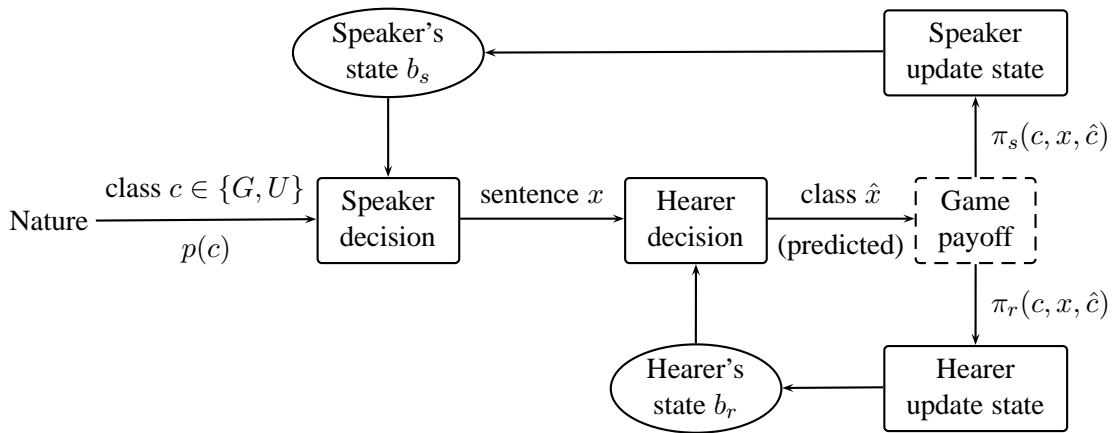 Speaker's
state b_s
Speaker
update state
π_s(c, x, ĉ)
class c ∈ {G, U}
Nature
p(c)
Speaker
decision
sentence x
Hearer
decision
class x̂
(predicted)
Game
payoff
π_r(c, x, ĉ)
Hearer's
state b_r
Hearer
update state